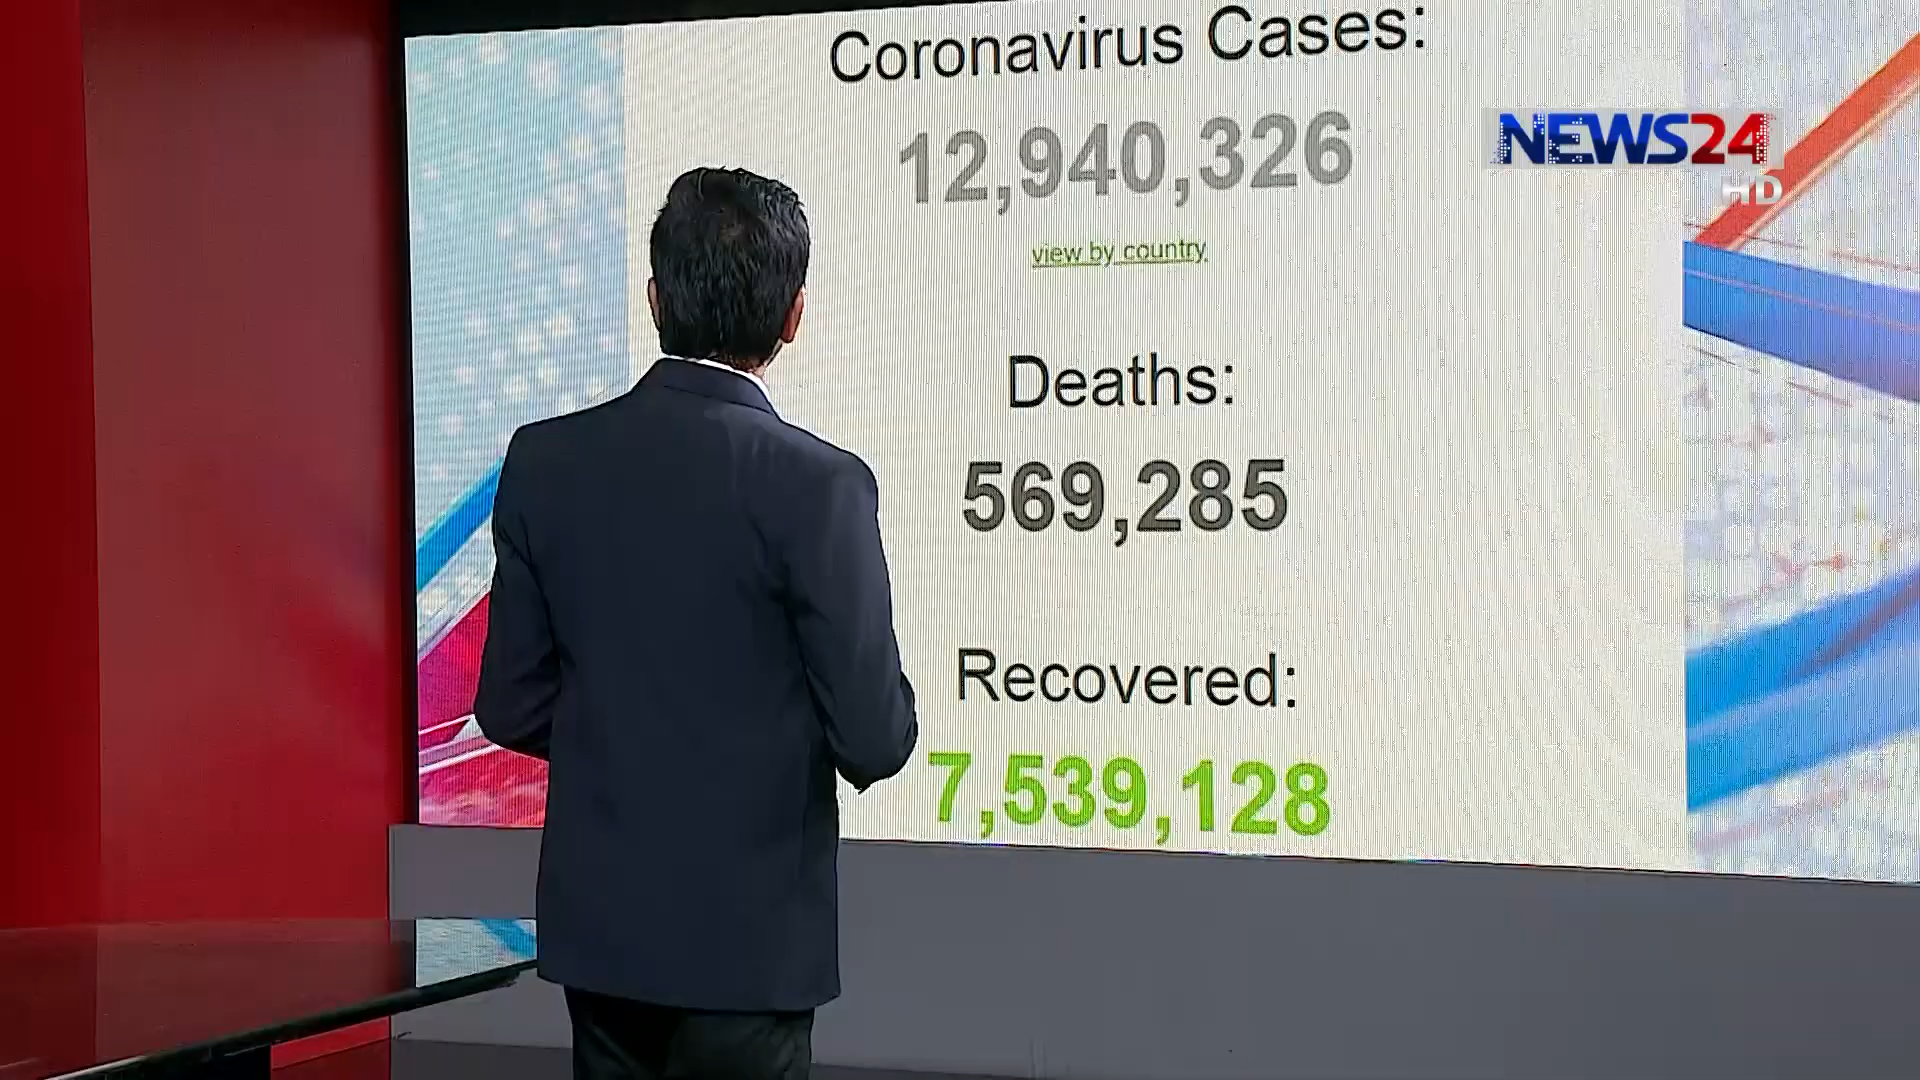 Coronavirus Cases:
12,940,326
view by country
Deaths:
569,285
Recovered:
7,539,128
NEWS24
HD